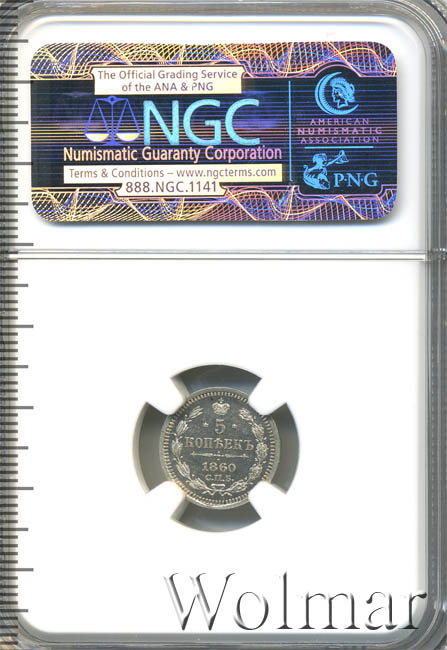 The Official Grading Service
of the ANA & PNG
NGC
Numismatic Guaranty Corporation
Terms & Conditions – www.ngcterms.com
888.NGC.1141
AMERICAN
NUMISMATIC
ASSOCIATION
P·N·G
5
КОПѢЕКЪ
1860
С.П.Б.
Wolmar